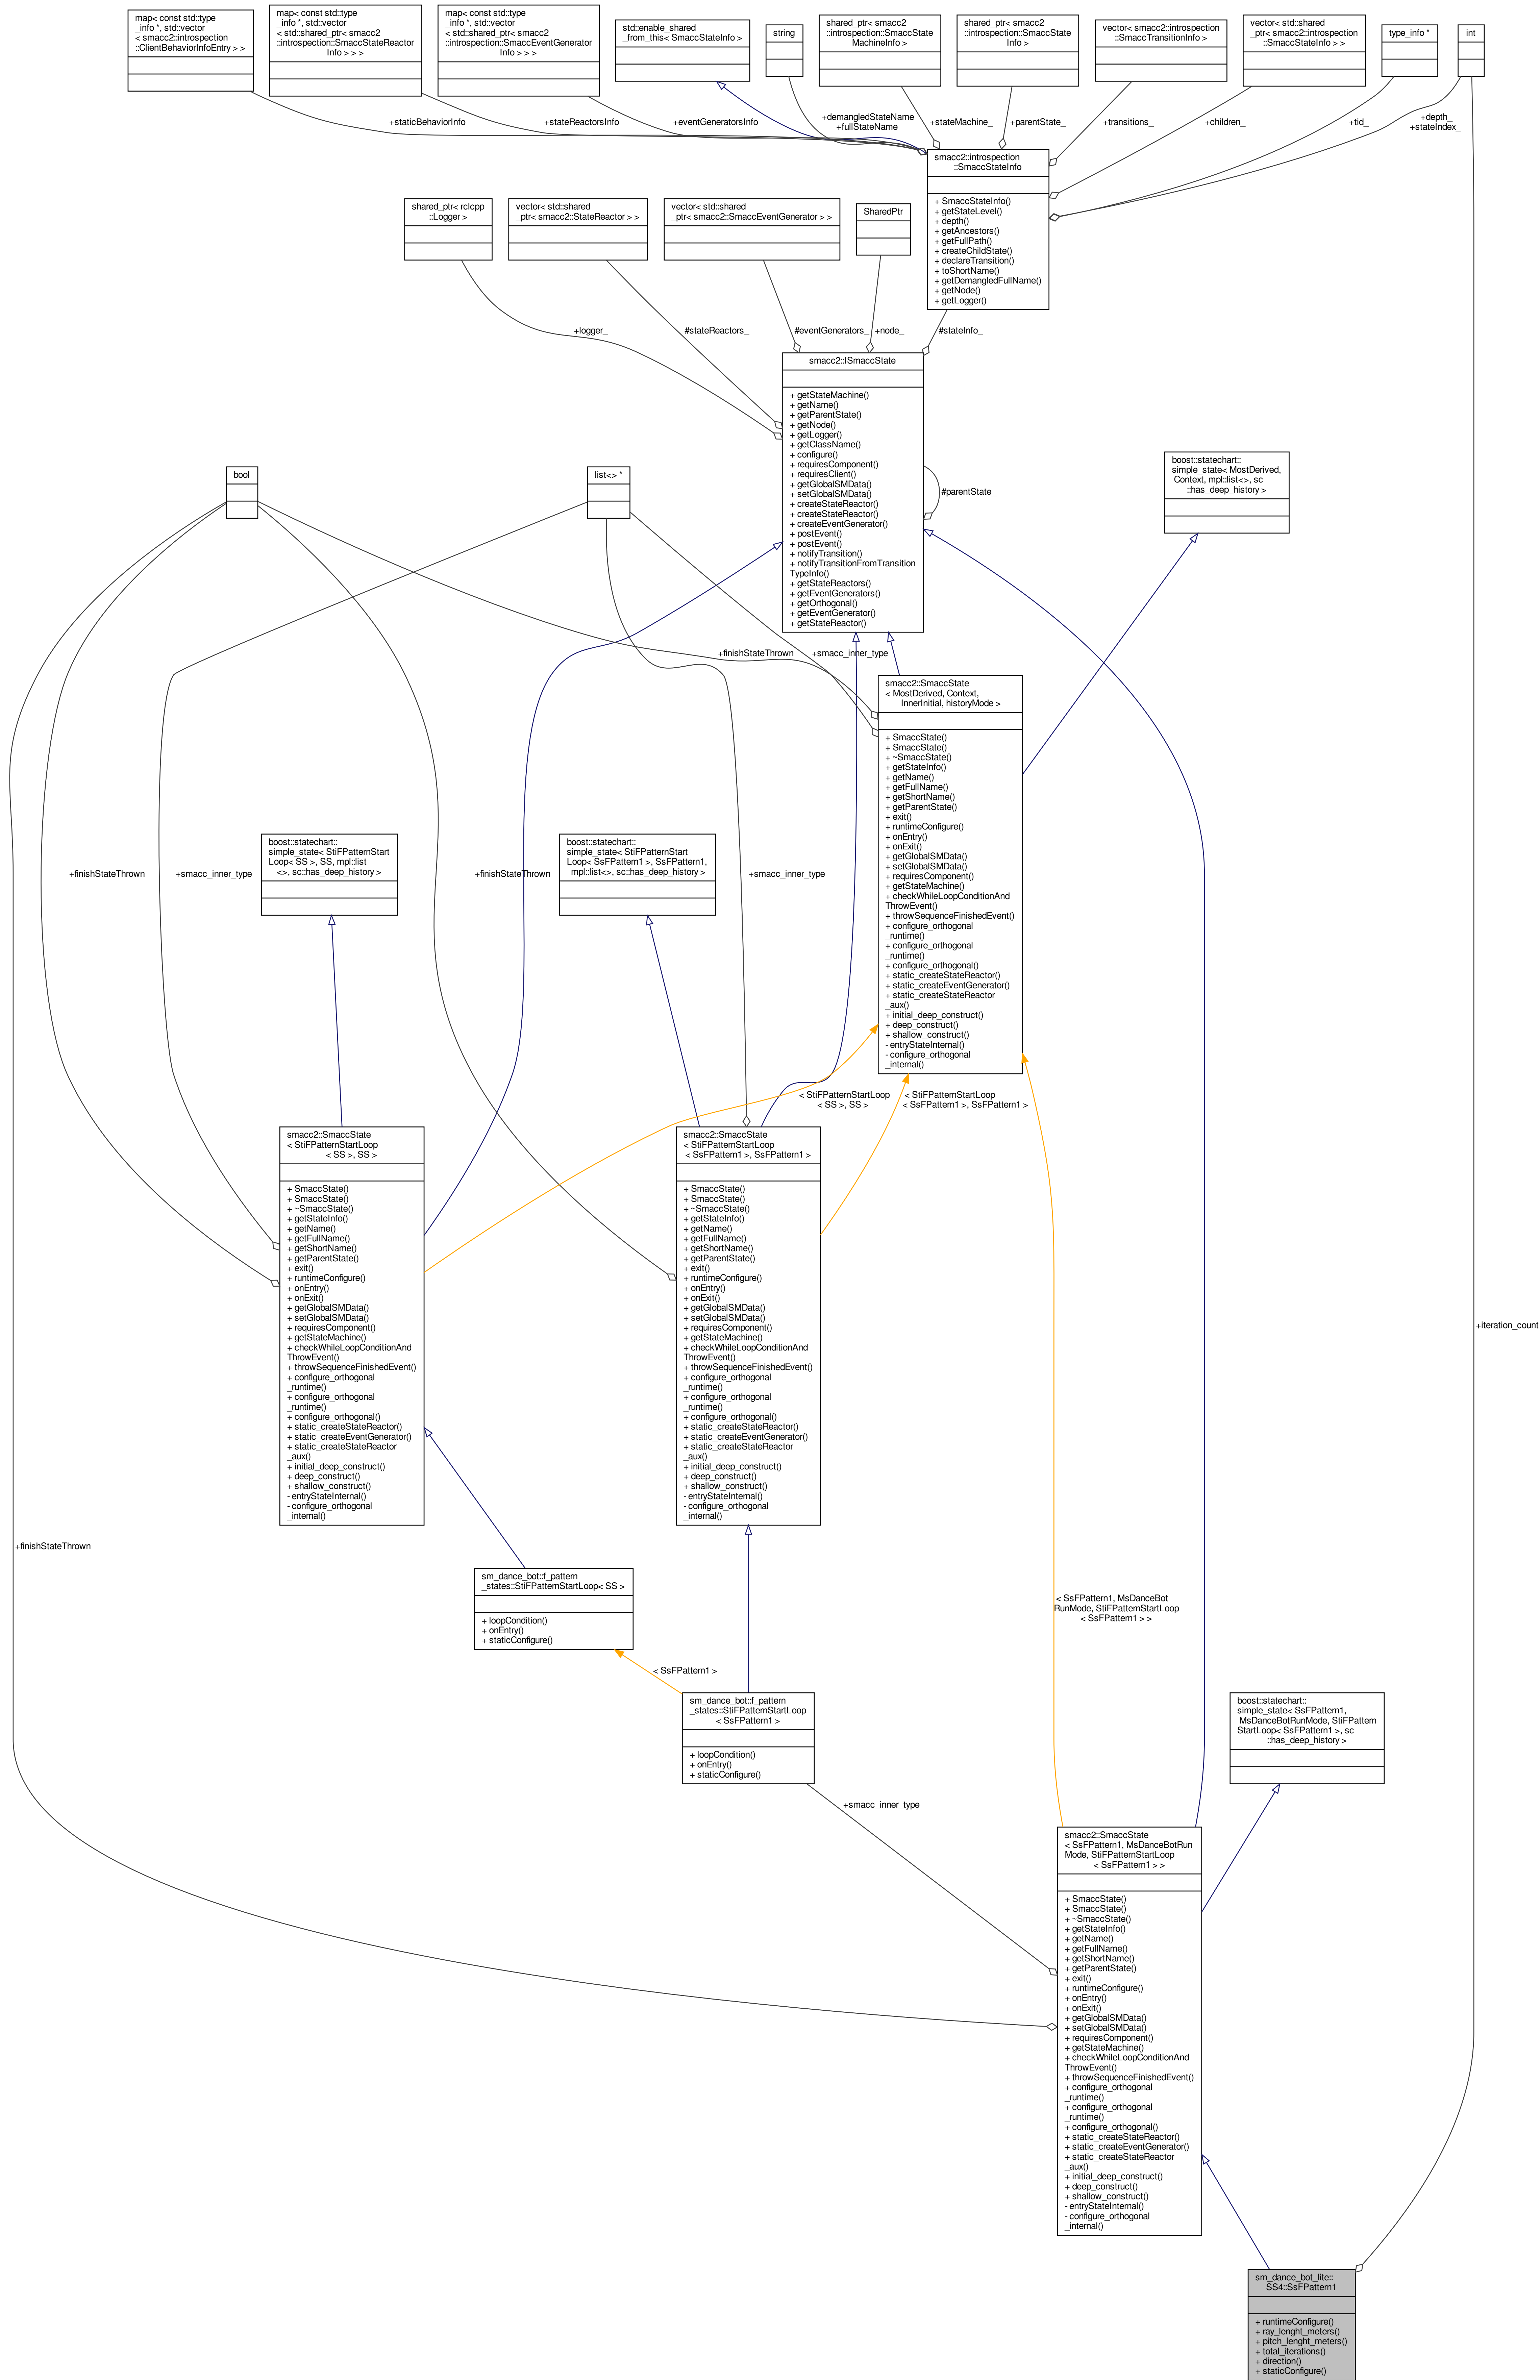 map< const std::type
_info *, std::vector
< smacc2::introspection
::ClientBehaviorInfoEntry > >
map< const std::type
_info *, std::vector
< std::shared_ptr< smacc2
::introspection::SmaccStateReactor
Info > > >
map< const std::type
_info *, std::vector
< std::shared_ptr< smacc2
::introspection::SmaccEventGenerator
Info > > >
std::enable_shared
_from_this< SmaccStateInfo >
string
shared_ptr< smacc2
::introspection::SmaccState
MachineInfo >
shared_ptr< smacc2
::introspection::SmaccState
Info >
vector< smacc2::introspection
::SmaccTransitionInfo >
vector< std::shared
_ptr< smacc2::introspection
::SmaccStateInfo > >
type_info *
int
+staticBehaviorInfo
+stateReactorsInfo
+eventGeneratorsInfo
+demangledStateName
+fullStateName
+stateMachine_
+parentState_
+transitions_
+children_
+tid_
+depth_
+stateIndex_
smacc2::introspection
::SmaccStateInfo
+ SmaccStateInfo()
+ getStateLevel()
+ depth()
+ getAncestors()
+ getFullPath()
+ createChildState()
+ declareTransition()
+ toShortName()
+ getDemangledFullName()
+ getNode()
+ getLogger()
shared_ptr< rclcpp
::Logger >
vector< std::shared
_ptr< smacc2::StateReactor > >
vector< std::shared
_ptr< smacc2::SmaccEventGenerator > >
SharedPtr
+logger_
#stateReactors_
#eventGenerators_
+node_
#stateInfo_
smacc2::ISmaccState
+ getStateMachine()
+ getName()
+ getParentState()
+ getNode()
+ getLogger()
+ getClassName()
+ configure()
+ requiresComponent()
+ requiresClient()
+ getGlobalSMData()
+ setGlobalSMData()
+ createStateReactor()
+ createStateReactor()
+ createEventGenerator()
+ postEvent()
+ postEvent()
+ notifyTransition()
+ notifyTransitionFromTransition
TypeInfo()
+ getStateReactors()
+ getEventGenerators()
+ getOrthogonal()
+ getEventGenerator()
+ getStateReactor()
#parentState_
bool
list<> *
boost::statechart::
simple_state< MostDerived,
Context, mpl::list<>, sc
::has_deep_history >
+finishStateThrown
+smacc_inner_type
smacc2::SmaccState
< MostDerived, Context,
InnerInitial, historyMode >
+ SmaccState()
+ SmaccState()
+ ~SmaccState()
+ getStateInfo()
+ getName()
+ getFullName()
+ getShortName()
+ getParentState()
+ exit()
+ runtimeConfigure()
+ onEntry()
+ onExit()
+ getGlobalSMData()
+ setGlobalSMData()
+ requiresComponent()
+ getStateMachine()
+ checkWhileLoopConditionAnd
ThrowEvent()
+ throwSequenceFinishedEvent()
+ configure_orthogonal
_runtime()
+ configure_orthogonal
_runtime()
+ configure_orthogonal()
+ static_createStateReactor()
+ static_createEventGenerator()
+ static_createStateReactor
_aux()
+ initial_deep_construct()
+ deep_construct()
+ shallow_construct()
- entryStateInternal()
- configure_orthogonal
_internal()
boost::statechart::
simple_state< StiFPatternStart
Loop< SS >, SS, mpl::list
<>, sc::has_deep_history >
boost::statechart::
simple_state< StiFPatternStart
Loop< SsFPattern1 >, SsFPattern1,
mpl::list<>, sc::has_deep_history >
+finishStateThrown
+smacc_inner_type
+finishStateThrown
+smacc_inner_type
< StiFPatternStartLoop
< SS >, SS >
< StiFPatternStartLoop
< SsFPattern1 >, SsFPattern1 >
smacc2::SmaccState
< StiFPatternStartLoop
< SS >, SS >
+ SmaccState()
+ SmaccState()
+ ~SmaccState()
+ getStateInfo()
+ getName()
+ getFullName()
+ getShortName()
+ getParentState()
+ exit()
+ runtimeConfigure()
+ onEntry()
+ onExit()
+ getGlobalSMData()
+ setGlobalSMData()
+ requiresComponent()
+ getStateMachine()
+ checkWhileLoopConditionAnd
ThrowEvent()
+ throwSequenceFinishedEvent()
+ configure_orthogonal
_runtime()
+ configure_orthogonal
_runtime()
+ configure_orthogonal()
+ static_createStateReactor()
+ static_createEventGenerator()
+ static_createStateReactor
_aux()
+ initial_deep_construct()
+ deep_construct()
+ shallow_construct()
- entryStateInternal()
- configure_orthogonal
_internal()
smacc2::SmaccState
< StiFPatternStartLoop
< SsFPattern1 >, SsFPattern1 >
+ SmaccState()
+ SmaccState()
+ ~SmaccState()
+ getStateInfo()
+ getName()
+ getFullName()
+ getShortName()
+ getParentState()
+ exit()
+ runtimeConfigure()
+ onEntry()
+ onExit()
+ getGlobalSMData()
+ setGlobalSMData()
+ requiresComponent()
+ getStateMachine()
+ checkWhileLoopConditionAnd
ThrowEvent()
+ throwSequenceFinishedEvent()
+ configure_orthogonal
_runtime()
+ configure_orthogonal
_runtime()
+ configure_orthogonal()
+ static_createStateReactor()
+ static_createEventGenerator()
+ static_createStateReactor
_aux()
+ initial_deep_construct()
+ deep_construct()
+ shallow_construct()
- entryStateInternal()
- configure_orthogonal
_internal()
+iteration_count
+finishStateThrown
sm_dance_bot::f_pattern
_states::StiFPatternStartLoop< SS >
+ loopCondition()
+ onEntry()
+ staticConfigure()
< SsFPattern1, MsDanceBot
RunMode, StiFPatternStartLoop
< SsFPattern1 > >
< SsFPattern1 >
sm_dance_bot::f_pattern
_states::StiFPatternStartLoop
< SsFPattern1 >
+ loopCondition()
+ onEntry()
+ staticConfigure()
boost::statechart::
simple_state< SsFPattern1,
MsDanceBotRunMode, StiFPattern
StartLoop< SsFPattern1 >, sc
::has_deep_history >
+smacc_inner_type
smacc2::SmaccState
< SsFPattern1, MsDanceBotRun
Mode, StiFPatternStartLoop
< SsFPattern1 > >
+ SmaccState()
+ SmaccState()
+ ~SmaccState()
+ getStateInfo()
+ getName()
+ getFullName()
+ getShortName()
+ getParentState()
+ exit()
+ runtimeConfigure()
+ onEntry()
+ onExit()
+ getGlobalSMData()
+ setGlobalSMData()
+ requiresComponent()
+ getStateMachine()
+ checkWhileLoopConditionAnd
ThrowEvent()
+ throwSequenceFinishedEvent()
+ configure_orthogonal
_runtime()
+ configure_orthogonal
_runtime()
+ configure_orthogonal()
+ static_createStateReactor()
+ static_createEventGenerator()
+ static_createStateReactor
_aux()
+ initial_deep_construct()
+ deep_construct()
+ shallow_construct()
- entryStateInternal()
- configure_orthogonal
_internal()
sm_dance_bot_lite::
SS4::SsFPattern1
+ runtimeConfigure()
+ ray_lenght_meters()
+ pitch_lenght_meters()
+ total_iterations()
+ direction()
+ staticConfigure()